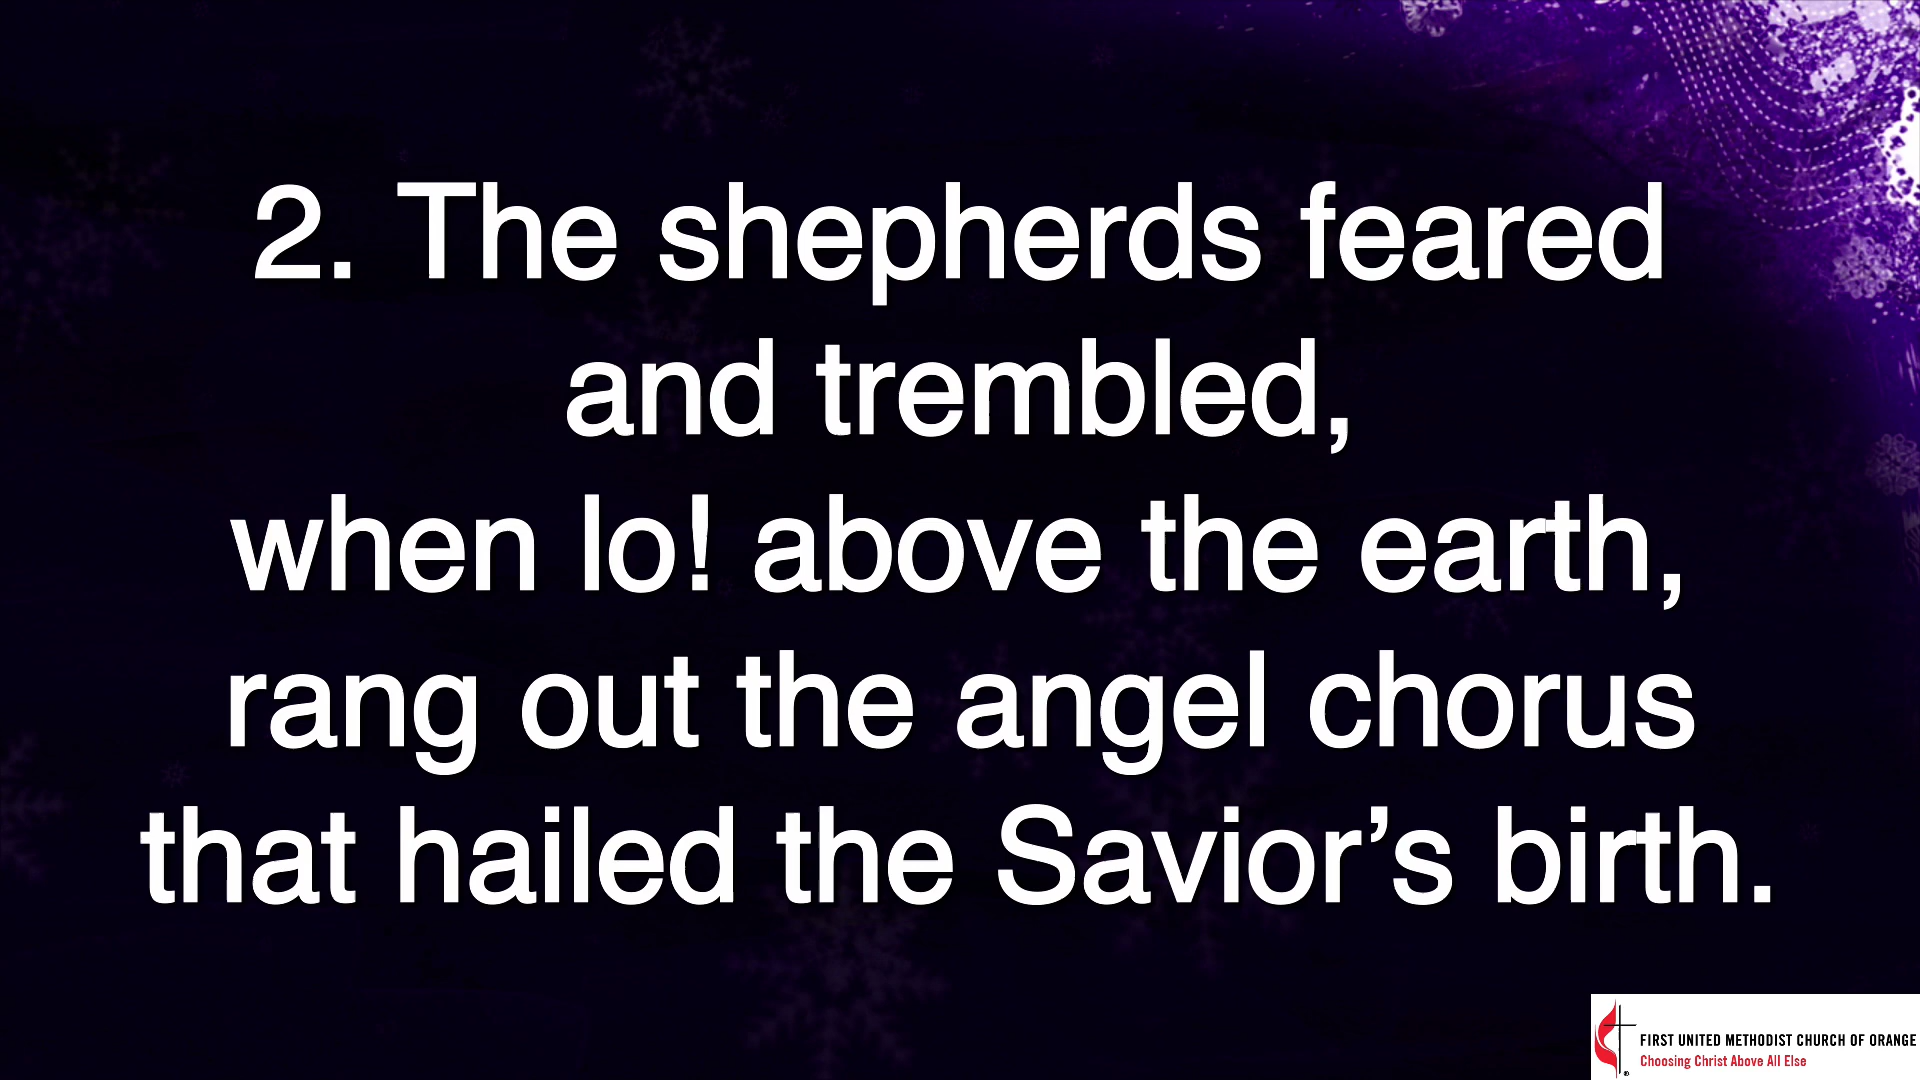 2. The shepherds feared
and trembled,
when lo! above the earth,
rang out the angel chorus
that hailed the Savior’s birth.
FIRST UNITED METHODIST CHURCH OF ORANGE
Choosing Christ Above All Else